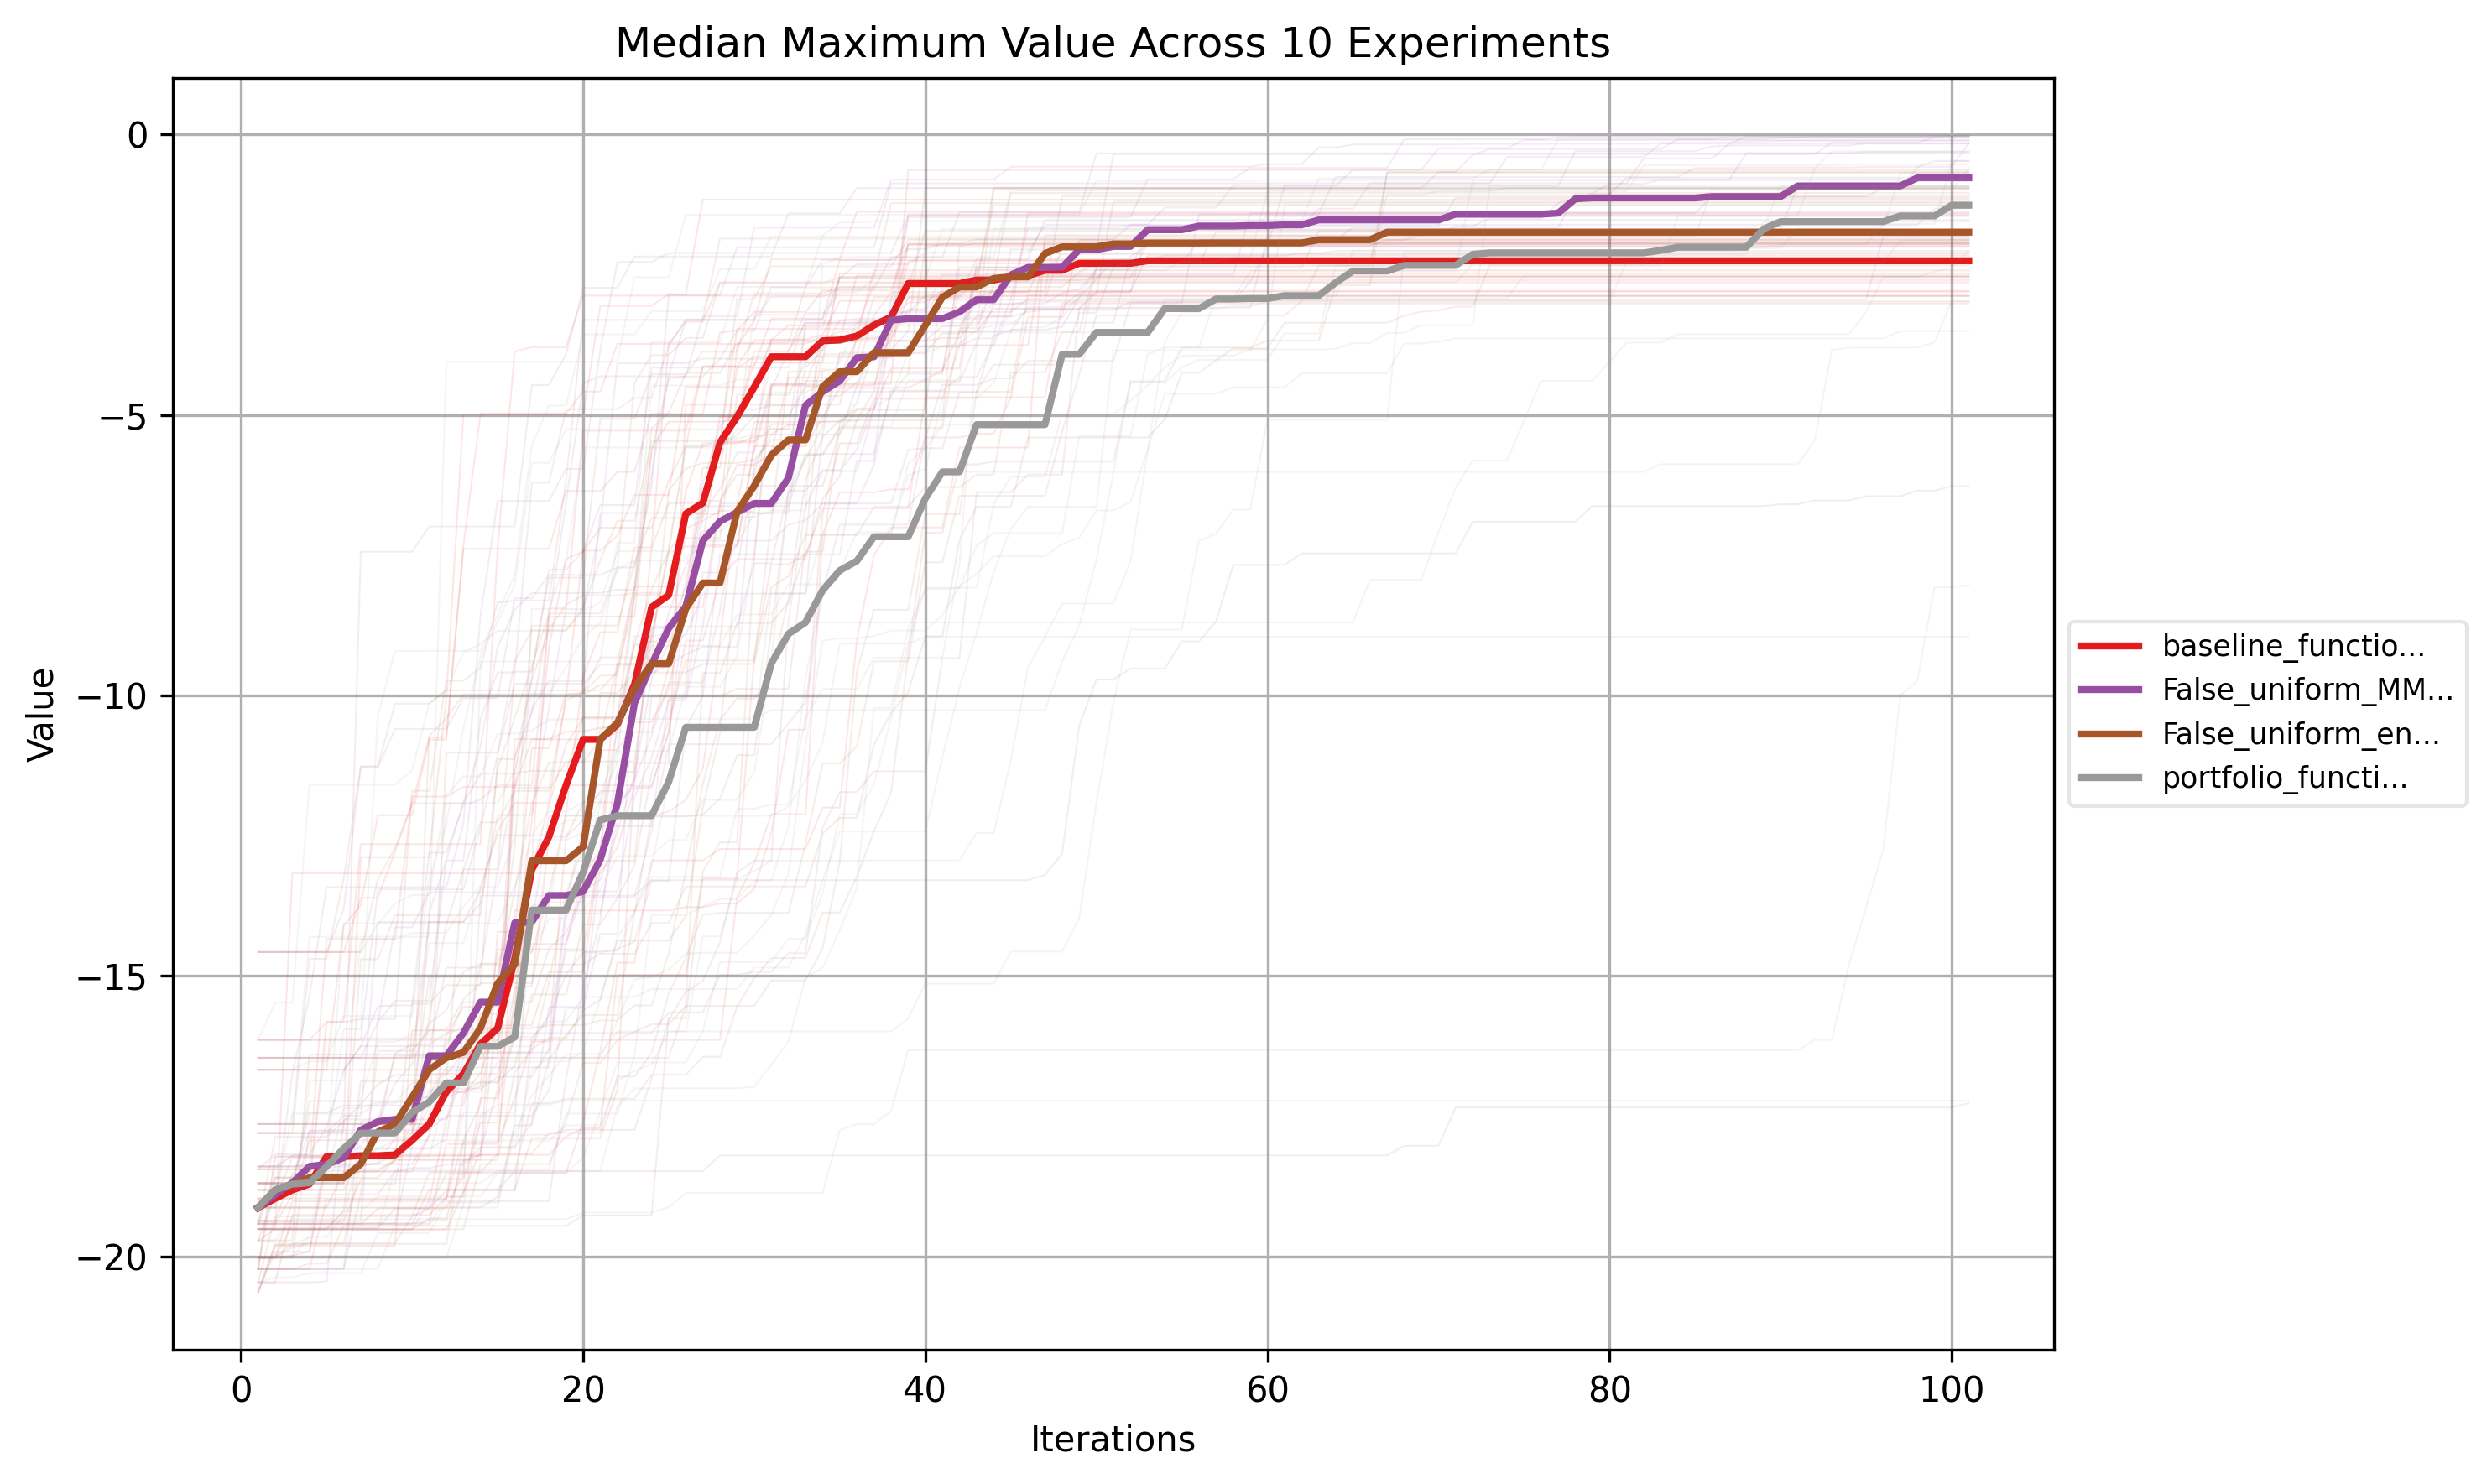 Median Maximum Value Across 10 Experiments
Value
0
−5
−10
−15
−20
0
20
40
60
80
100
Iterations
baseline_functio...
False_uniform_MM...
False_uniform_en...
portfolio_functi...